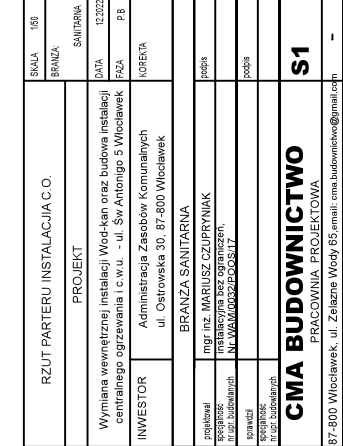 RZUT PARTERU INSTALACJIA C.O.
SKALA 1/50
PROJEKT
BRANŻA:
SANITARNA
Wymiana wewnętrznej instalacji Wod-kan oraz budowa instalacji
centralnego ogrzewania i c.w.u. - ul. Św Antonigo 5 Włocławek
DATA 12.2022
FAZA P.B
INWESTOR
Administracja Zasobów Komunalnych
ul. Ostrowska 30, 87-800 Włocławek
KOREKTA
BRANŻA SANITARNA
projektował
mgr inż. MARIUSZ CZUPRYNIAK
podpis
specjalność
nr upr. budowlanych
instalacyjna bez ograniczeń,
Nr WAM/0032/POOS/17
sprawdził
podpis
specjalność
nr upr. budowlanych
CMA BUDOWNICTWO
PRACOWNIA PROJEKTOWA
S1
87-800 Włocławek, ul. Żelazne Wody 65,email: cma.budownictwo@gmail.com
-